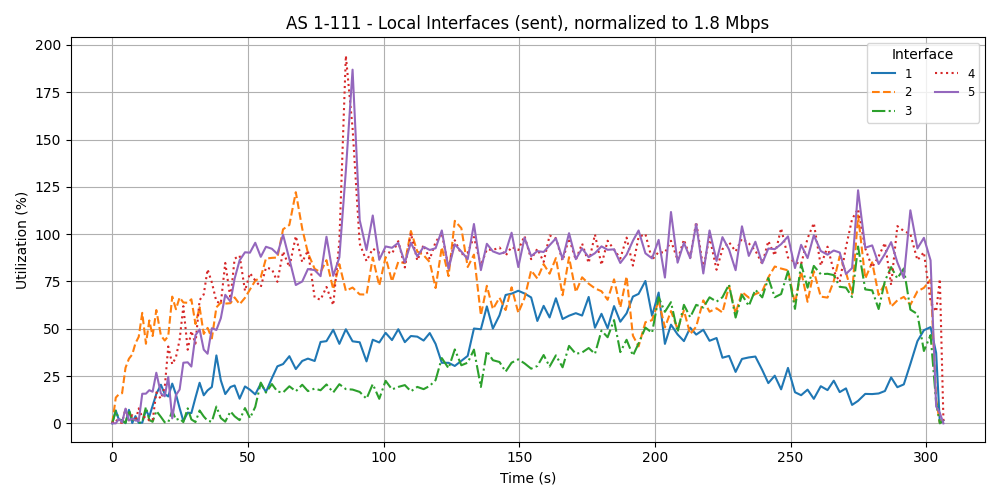 AS 1-111 - Local Interfaces (sent), normalized to 1.8 Mbps
Utilization (%)
200
175
150
125
100
75
50
25
0
Interface
1 4
2 5
3
0 50 100 150 200 250 300
Time (s)